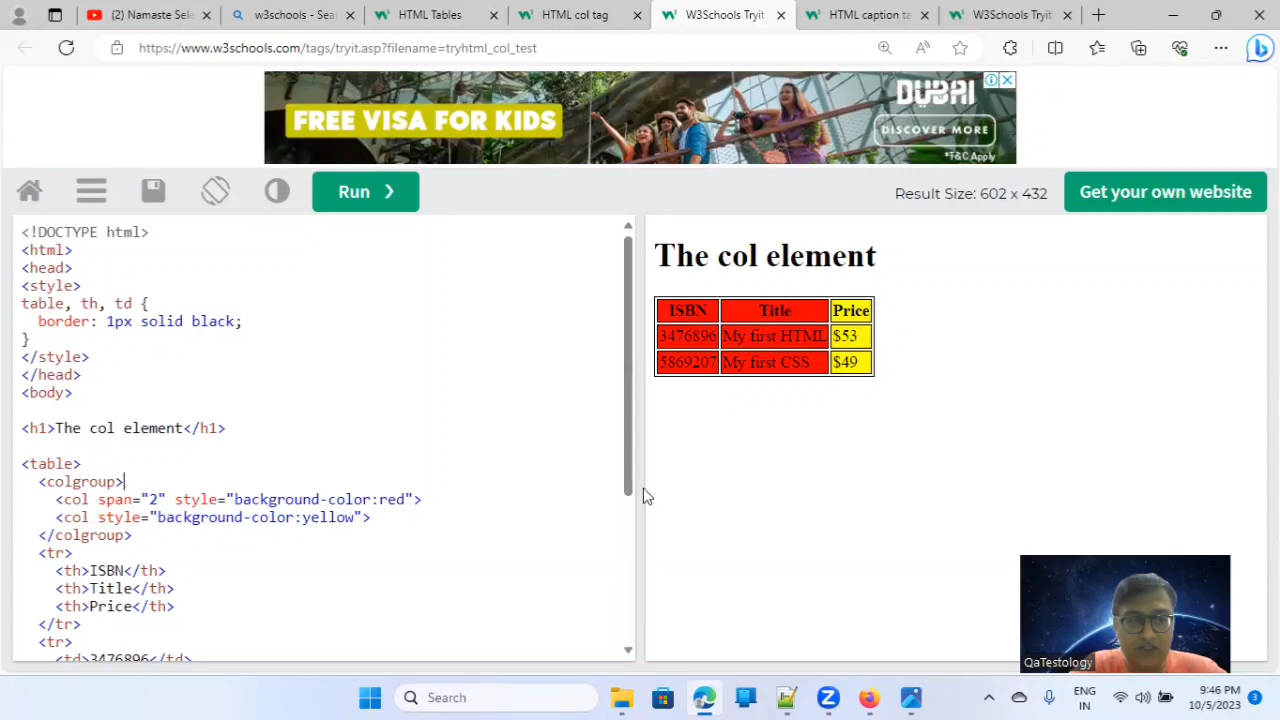 (2) Namaste Sele
w3schools - Sear
HTML Tables
HTML col tag
W3Schools Tryit
HTML caption ta
W3Schools Tryit
https://www.w3schools.com/tags/tryit.asp?filename=tryhtml_col_test
FREE VISA FOR KIDS
DUBAI
DISCOVER MORE
*T&C Apply
Run ❯
Result Size: 602 x 432
Get your own website
<!DOCTYPE html>
<html>
<head>
<style>
table, th, td {
border: 1px solid black;
}
</style>
</head>
<body>
<h1>The col element</h1>
<table>
<colgroup>
<col span="2" style="background-color:red">
<col style="background-color:yellow">
</colgroup>
<tr>
<th>ISBN</th>
<th>Title</th>
<th>Price</th>
</tr>
<tr>
<td>3476896</td>
The col element
ISBN Title Price
3476896 My first HTML $53
5869207 My first CSS $49
QaTestology
Search
ENG
IN
9:46 PM
10/5/2023
3